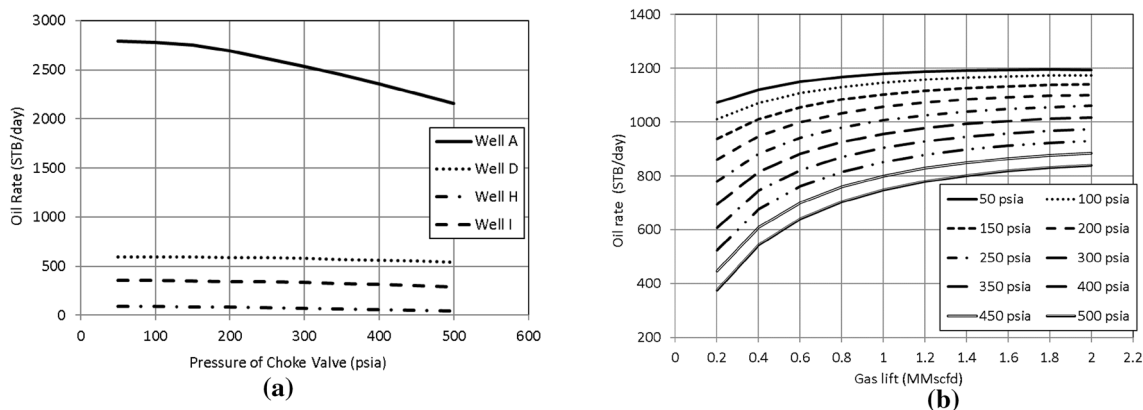 3000
2500
2000
1500
1000
500
0
Oil Rate (STB/day)
Well A
Well D
Well H
Well I
0 100 200 300 400 500 600
Pressure of Choke Valve (psia)
(a)
1400
1200
1000
800
600
400
200
Oil rate (STB/day)
50 psia 100 psia
150 psia 200 psia
250 psia 300 psia
350 psia 400 psia
450 psia 500 psia
0 0.2 0.4 0.6 0.8 1 1.2 1.4 1.6 1.8 2 2.2
Gas lift (MMscfd)
(b)